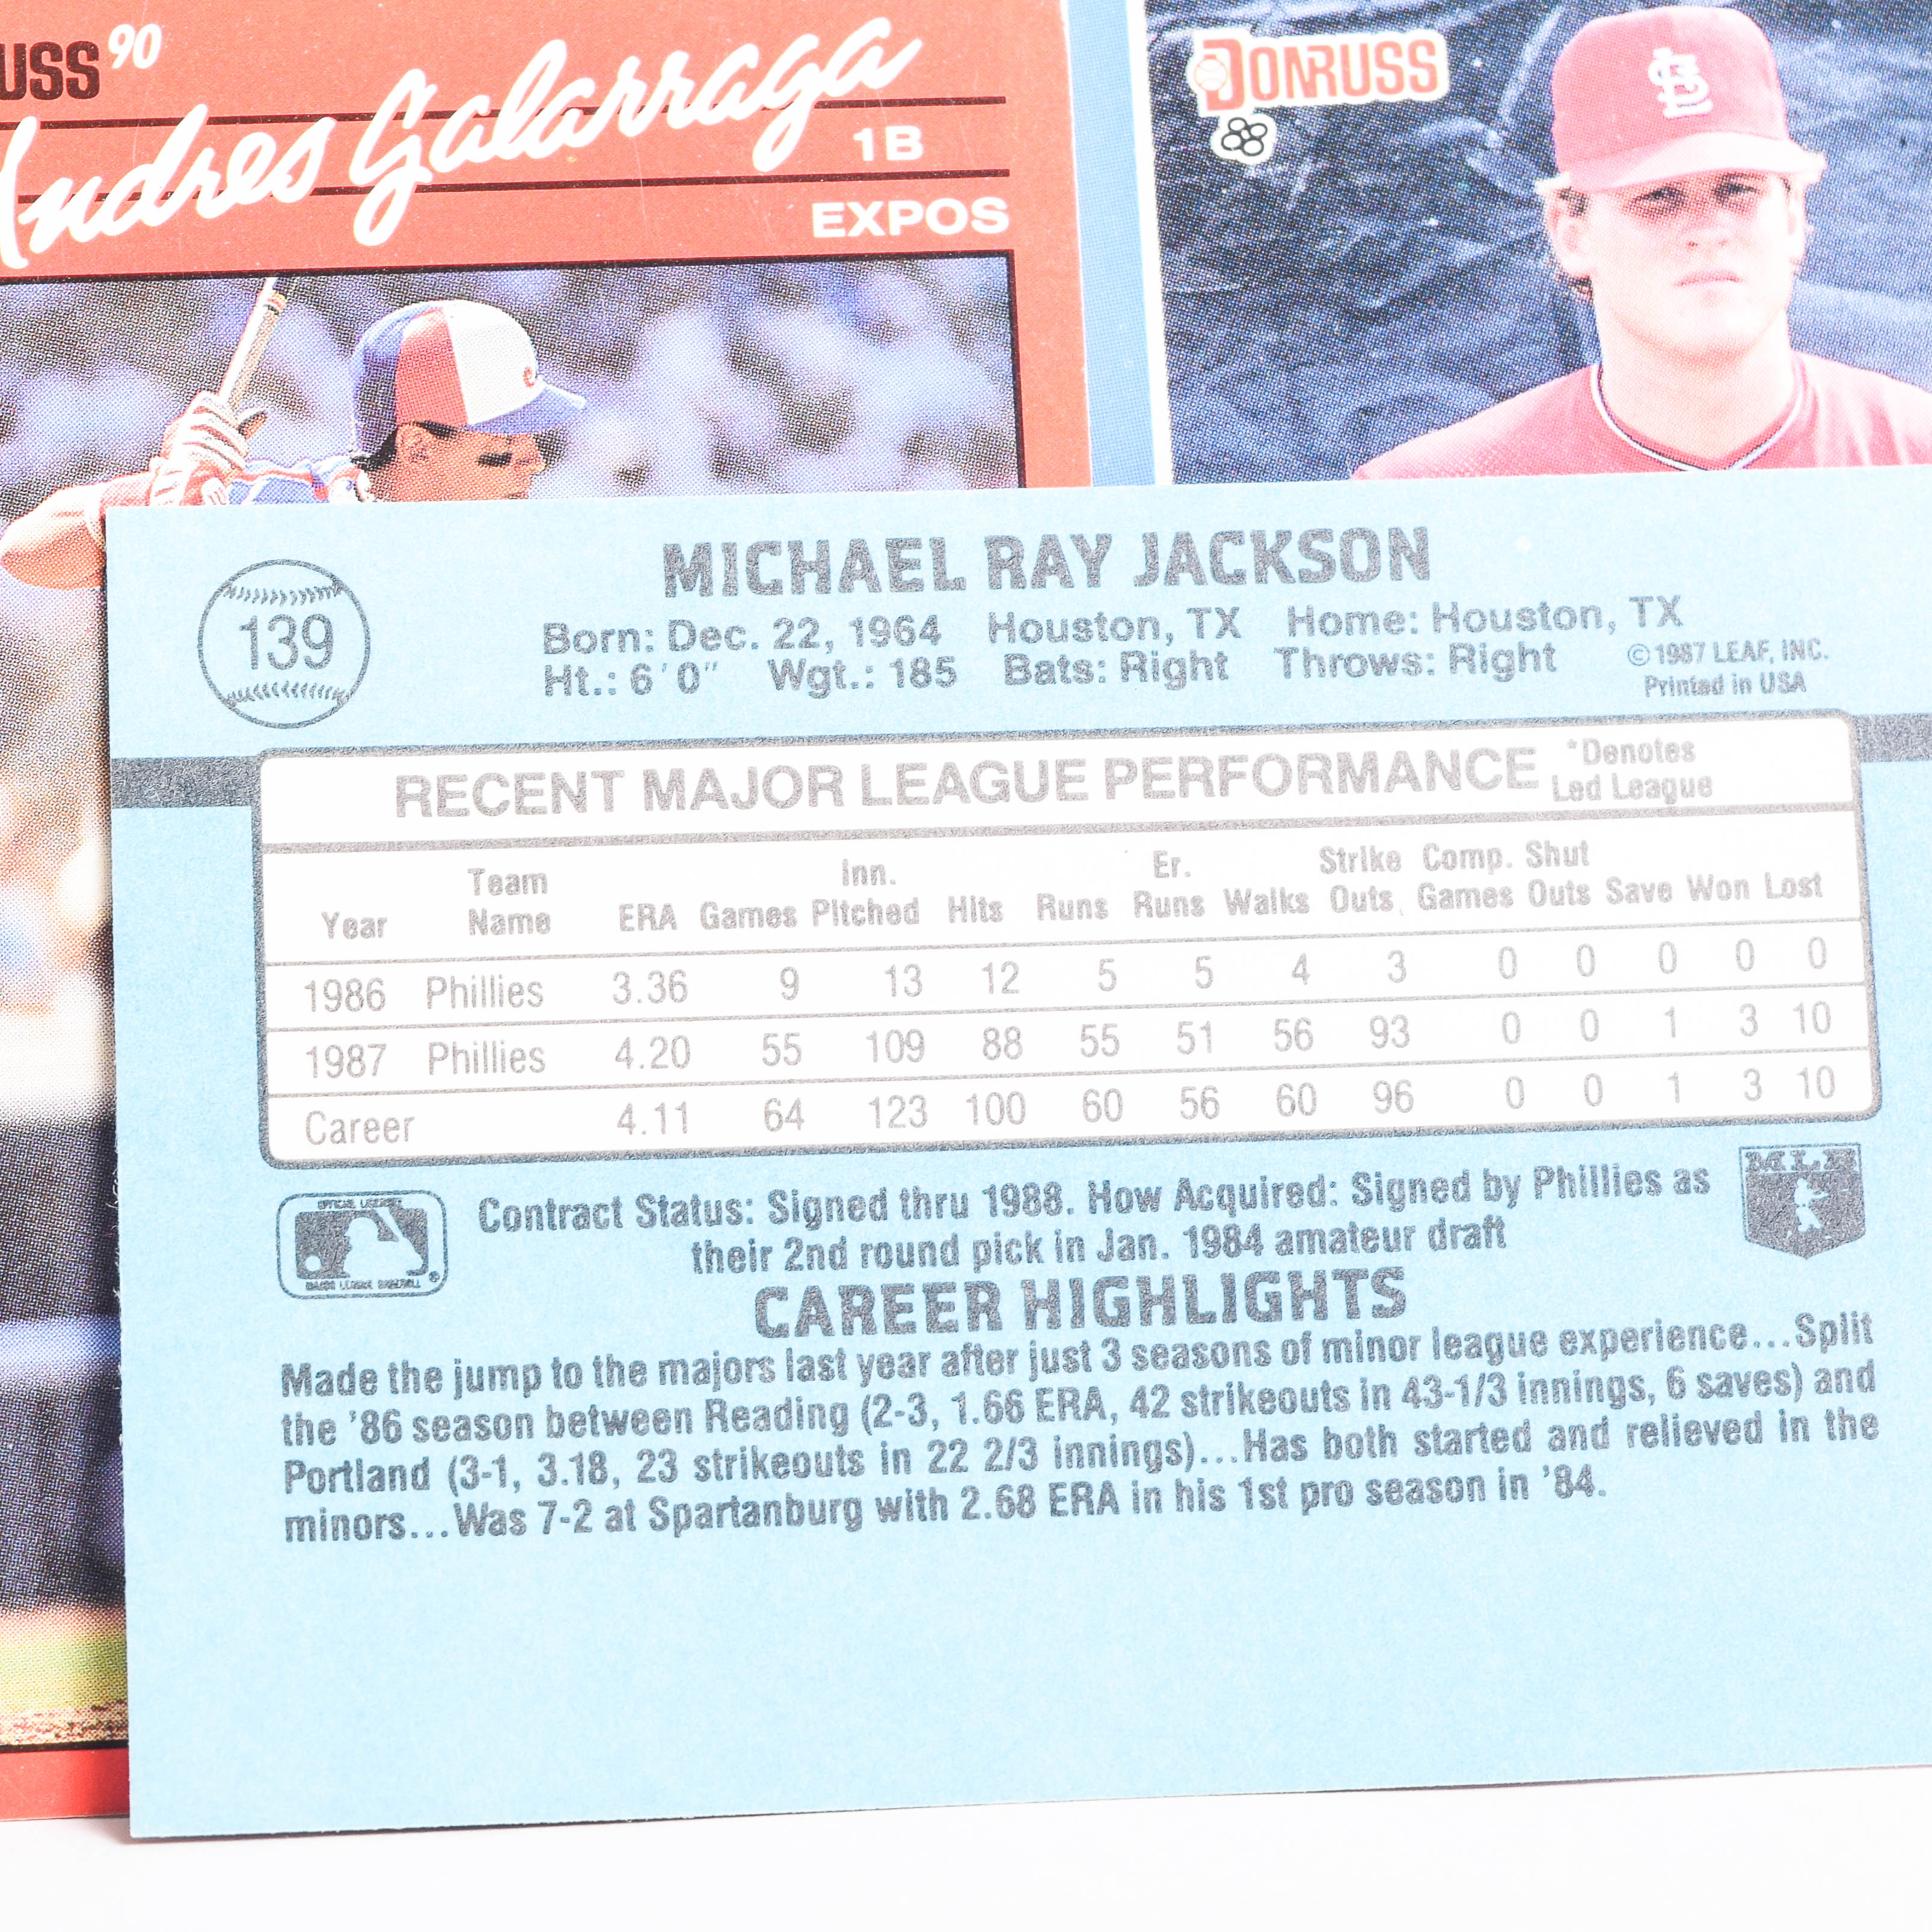 USS 90
Andres Galarraga
1B
EXPOS
DONRUSS
STL
139
MICHAEL RAY JACKSON
Born: Dec. 22, 1964 Houston, TX Home: Houston, TX
Ht.: 6'0" Wgt.: 185 Bats: Right Throws: Right
©1987 LEAF, INC.
Printed in USA
RECENT MAJOR LEAGUE PERFORMANCE *Denotes Led League
Year Team Name ERA Games Inn. Pitched Hits Runs Er. Runs Walks Strike Outs Comp. Games Shut Outs Save Won Lost
1986 Phillies 3.36 9 13 12 5 5 4 3 0 0 0 0 0
1987 Phillies 4.20 55 109 88 55 51 56 93 0 0 1 3 10
Career 4.11 64 123 100 60 56 60 96 0 0 1 3 10
OFFICIAL LICENSEE
MAJOR LEAGUE BASEBALL
Contract Status: Signed thru 1988. How Acquired: Signed by Phillies as
their 2nd round pick in Jan. 1984 amateur draft
CAREER HIGHLIGHTS
Made the jump to the majors last year after just 3 seasons of minor league experience...Split
the '86 season between Reading (2-3, 1.66 ERA, 42 strikeouts in 43-1/3 innings, 6 saves) and
Portland (3-1, 3.18, 23 strikeouts in 22 2/3 innings)...Has both started and relieved in the
minors...Was 7-2 at Spartanburg with 2.68 ERA in his 1st pro season in '84.